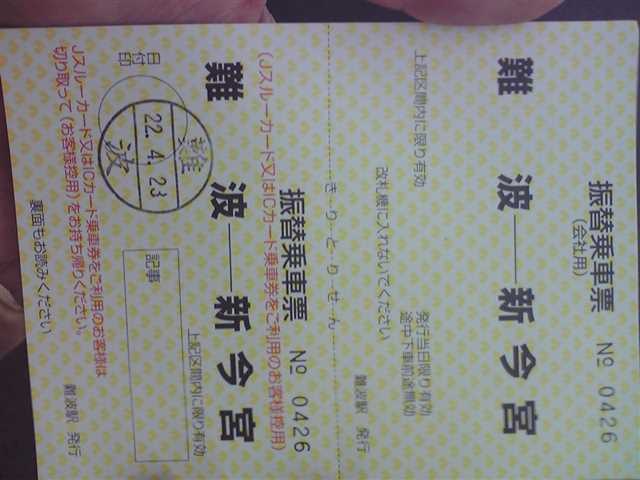 振替乗車票 № 0426
(会社用)
難波―新今宮
上記区間内に限り有効
発行当日限り有効
途中下車前途無効
改札機に入れないでください
難波駅 発行
き…り…と…り…せ…ん
振替乗車票 № 0426
(Jスルーカード又はICカード乗車券をご利用のお客様控用)
難波―新今宮
上記区間内に限り有効
日付印
難
22.4.23
波
記事
Jスルーカード又はICカード乗車券をご利用のお客様は
切り取って(お客様控用)をお持ち帰りください。
難波駅 発行
裏面もお読みください